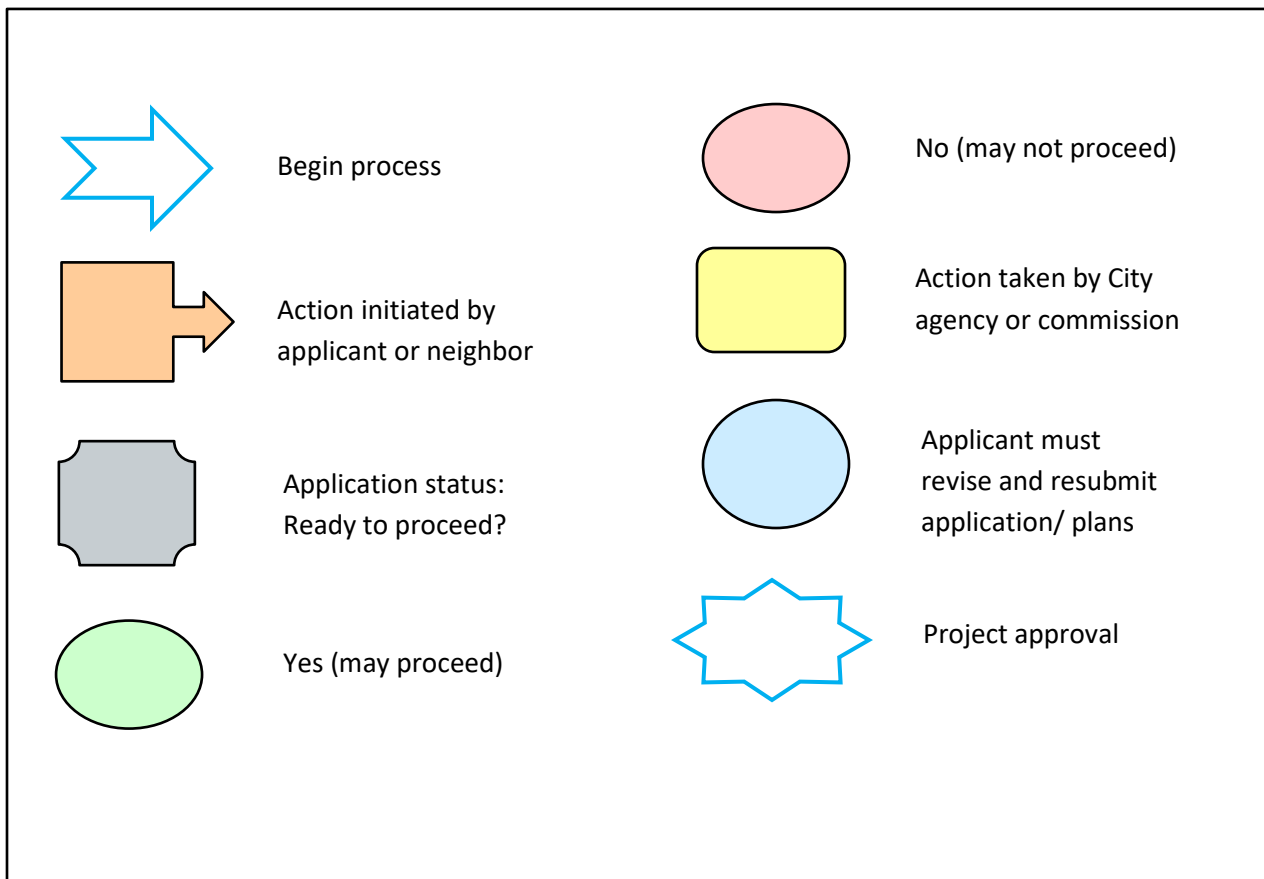 Begin process
Action initiated by
applicant or neighbor
Application status:
Ready to proceed?
Yes (may proceed)
No (may not proceed)
Action taken by City
agency or commission
Applicant must
revise and resubmit
application/ plans
Project approval